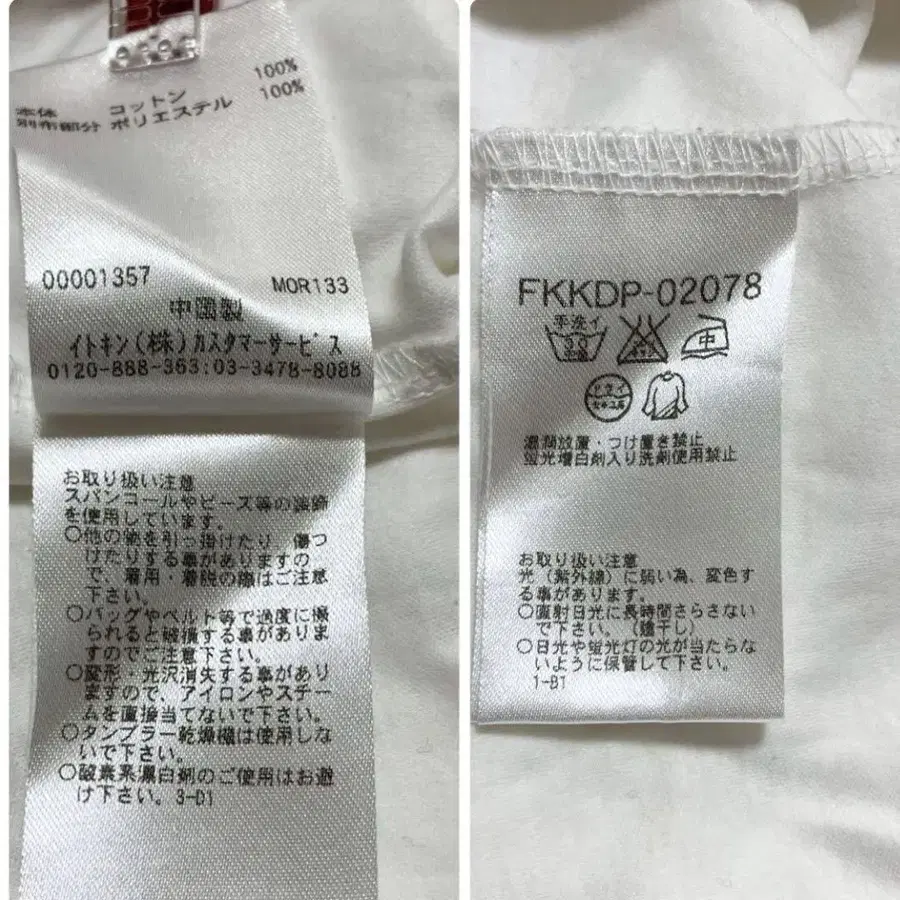 本体 コットン 100%
別布部分 ポリエステル 100%
00001357 MOR133
中国製
イトキン(株)カスタマーサービス
0120-888-363:03-3478-8088
お取り扱い注意
スパンコールやビーズ等の装飾
を使用しています。
○他の物を引っ掛けたり、傷つ
けたりする事がありますの
で、着用・着脱の際はご注意
下さい。
○バッグやベルト等で過度に擦
られると破損する事がありま
すのでご注意下さい。
○変形・光沢消失する事があり
ますので、アイロンやスチー
ムを直接当てないで下さい。
○タンブラー乾燥機は使用しな
いで下さい。
○酸素系漂白剤のご使用はお避
け下さい。3-D1
FKKDP-02078
手洗イ
30
中性
エンソ
サラシ
中
ドライ
セキユ系
湿潤放置・つけ置き禁止
蛍光増白剤入り洗剤使用禁止
お取り扱い注意
光(紫外線)に弱い為、変色す
る事があります。
○直射日光に長時間さらさない
で下さい。(陰干し)
○日光や蛍光灯の光が当たらな
いように保管して下さい。
1-B1